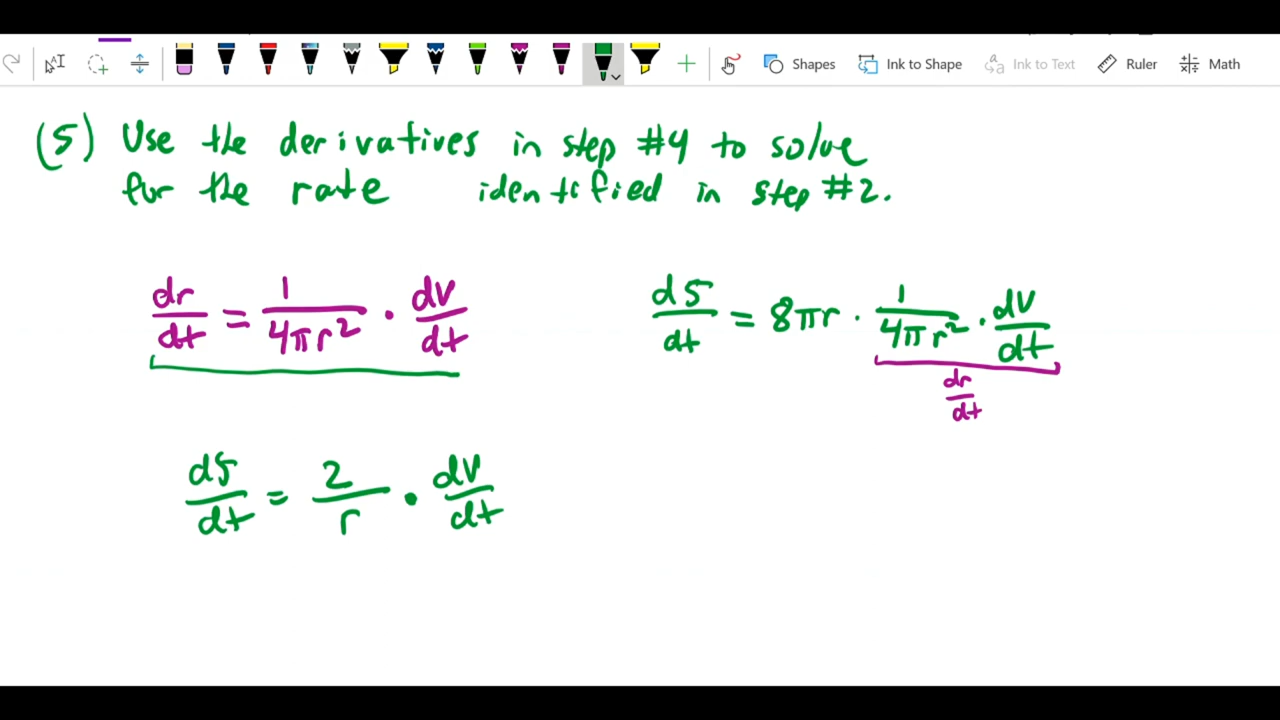 Shapes Ink to Shape Ink to Text Ruler Math
(5) Use the derivatives in step #4 to solve
for the rate identified in step #2.
dr/dt = 1/4πr² · dV/dt
dS/dt = 8πr · 1/4πr² · dV/dt
dr/dt
dS/dt = 2/r · dV/dt